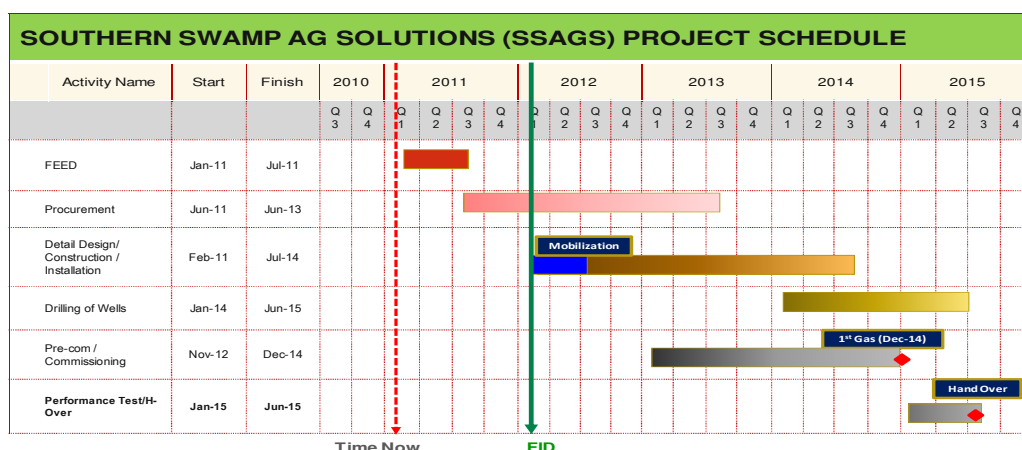 SOUTHERN SWAMP AG SOLUTIONS (SSAGS) PROJECT SCHEDULE
Activity Name Start Finish 2010 2011 2012 2013 2014 2015
Q Q Q Q Q Q Q Q Q Q Q Q Q Q Q Q Q Q Q Q Q Q
3 4 1 2 3 4 1 2 3 4 1 2 3 4 1 2 3 4 1 2 3 4
FEED Jan-11 Jul-11
Procurement Jun-11 Jun-13
Detail Design/
Construction /
Installation
Feb-11 Jul-14
Mobilization
Drilling of Wells Jan-14 Jun-15
Pre-com /
Commissioning
Nov-12 Dec-14
1st Gas (Dec-14)
Performance Test/H-
Over
Jan-15 Jun-15
Hand Over
Time Now FID